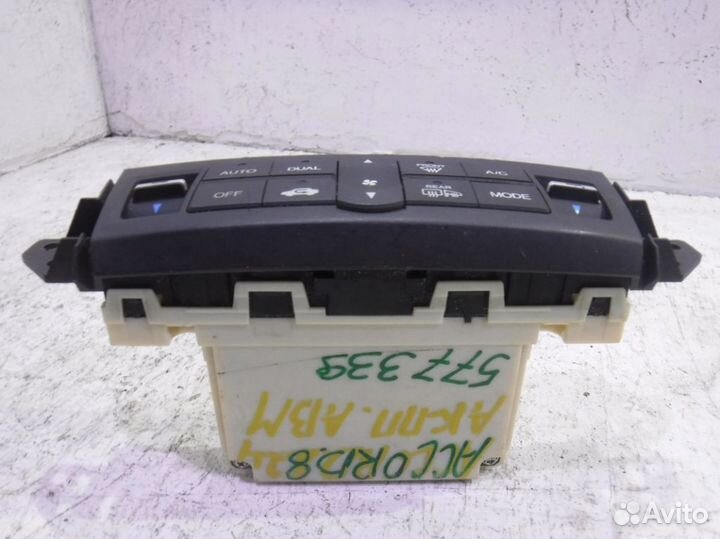 AUTO DUAL FRONT A/C
OFF REAR MODE
577339
АКПП. АВМ
ACCORD8
Avito